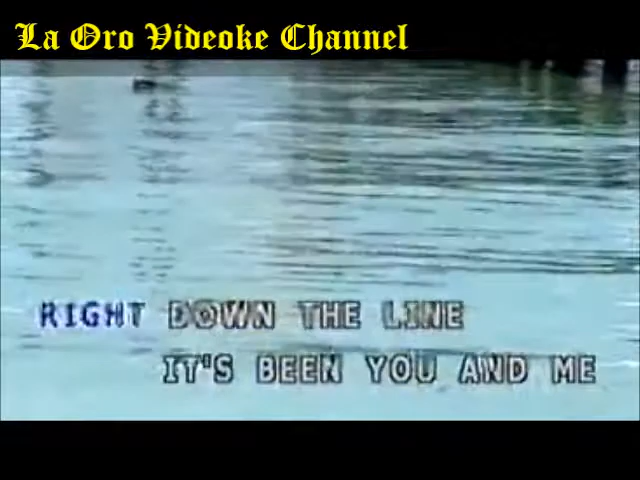 La Oro Videoke Channel
RIGHT DOWN THE LINE
IT'S BEEN YOU AND ME